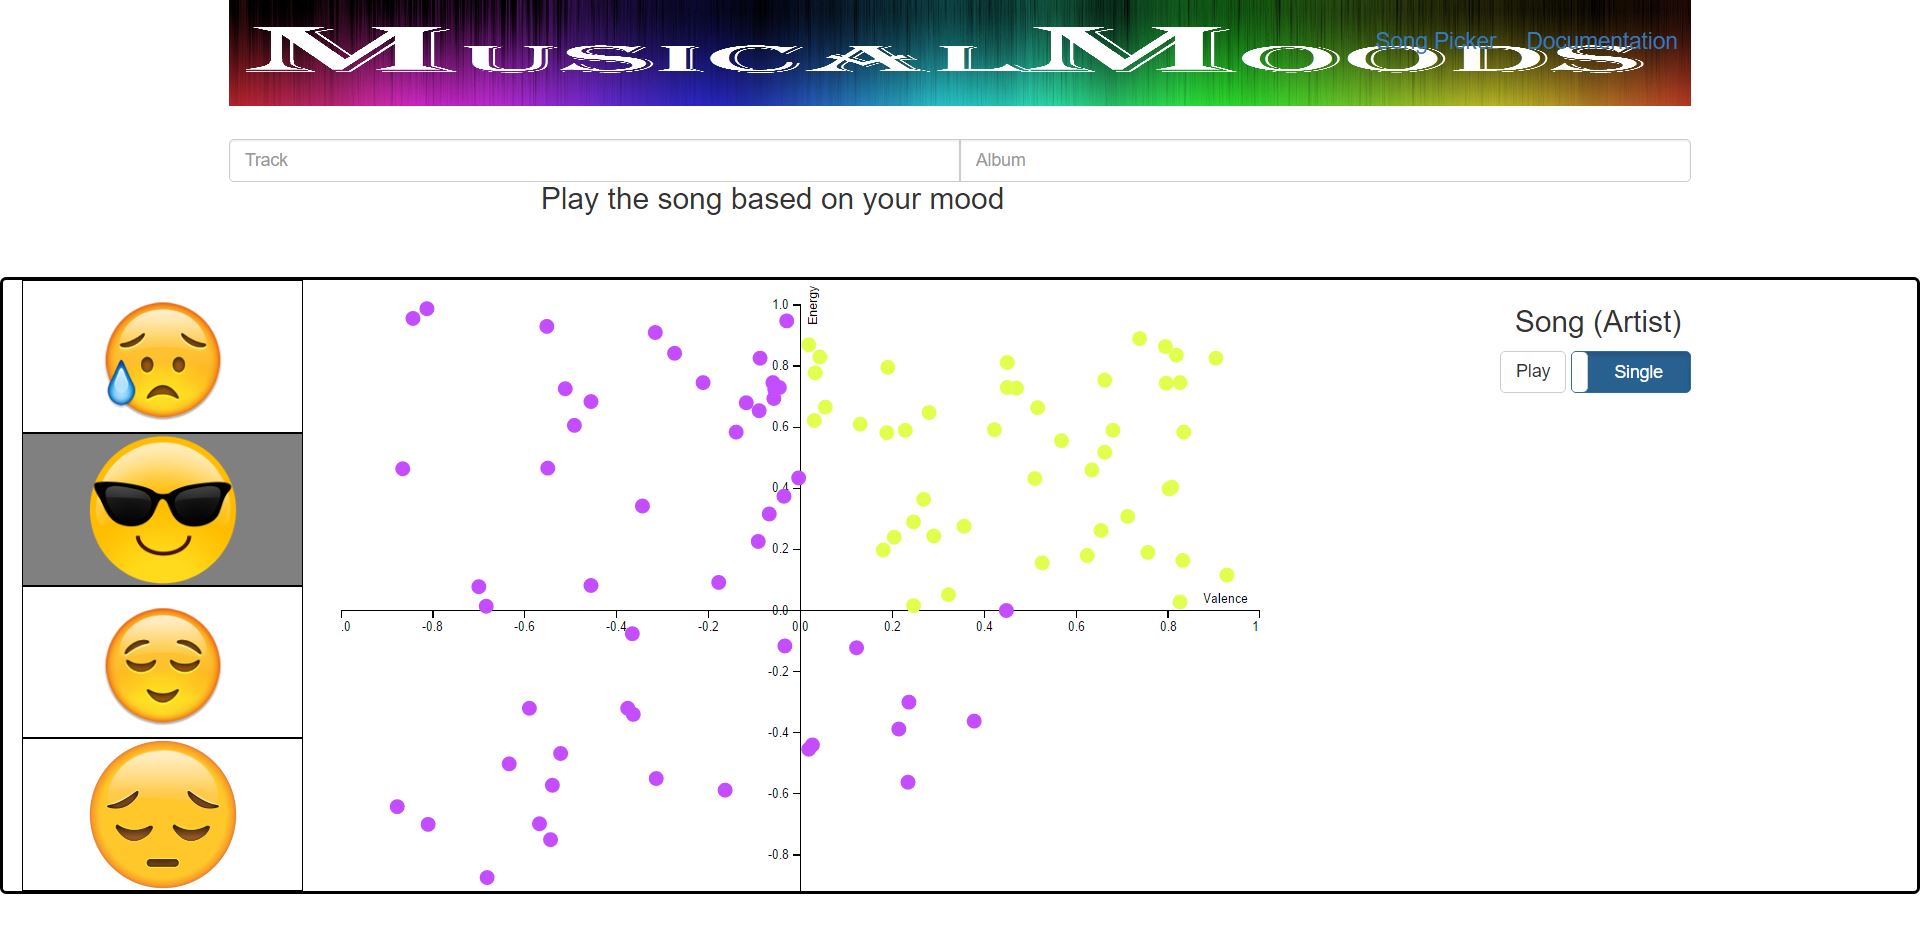 MUSICALMOODS
Song Picker Documentation
Track Album
Play the song based on your mood
Song (Artist)
Play Single
Energy
1.0
0.8
0.6
0.4
0.2
0.0
Valence
.0 -0.8 -0.6 -0.4 -0.2 0.0 0.2 0.4 0.6 0.8 1
-0.2
-0.4
-0.6
-0.8